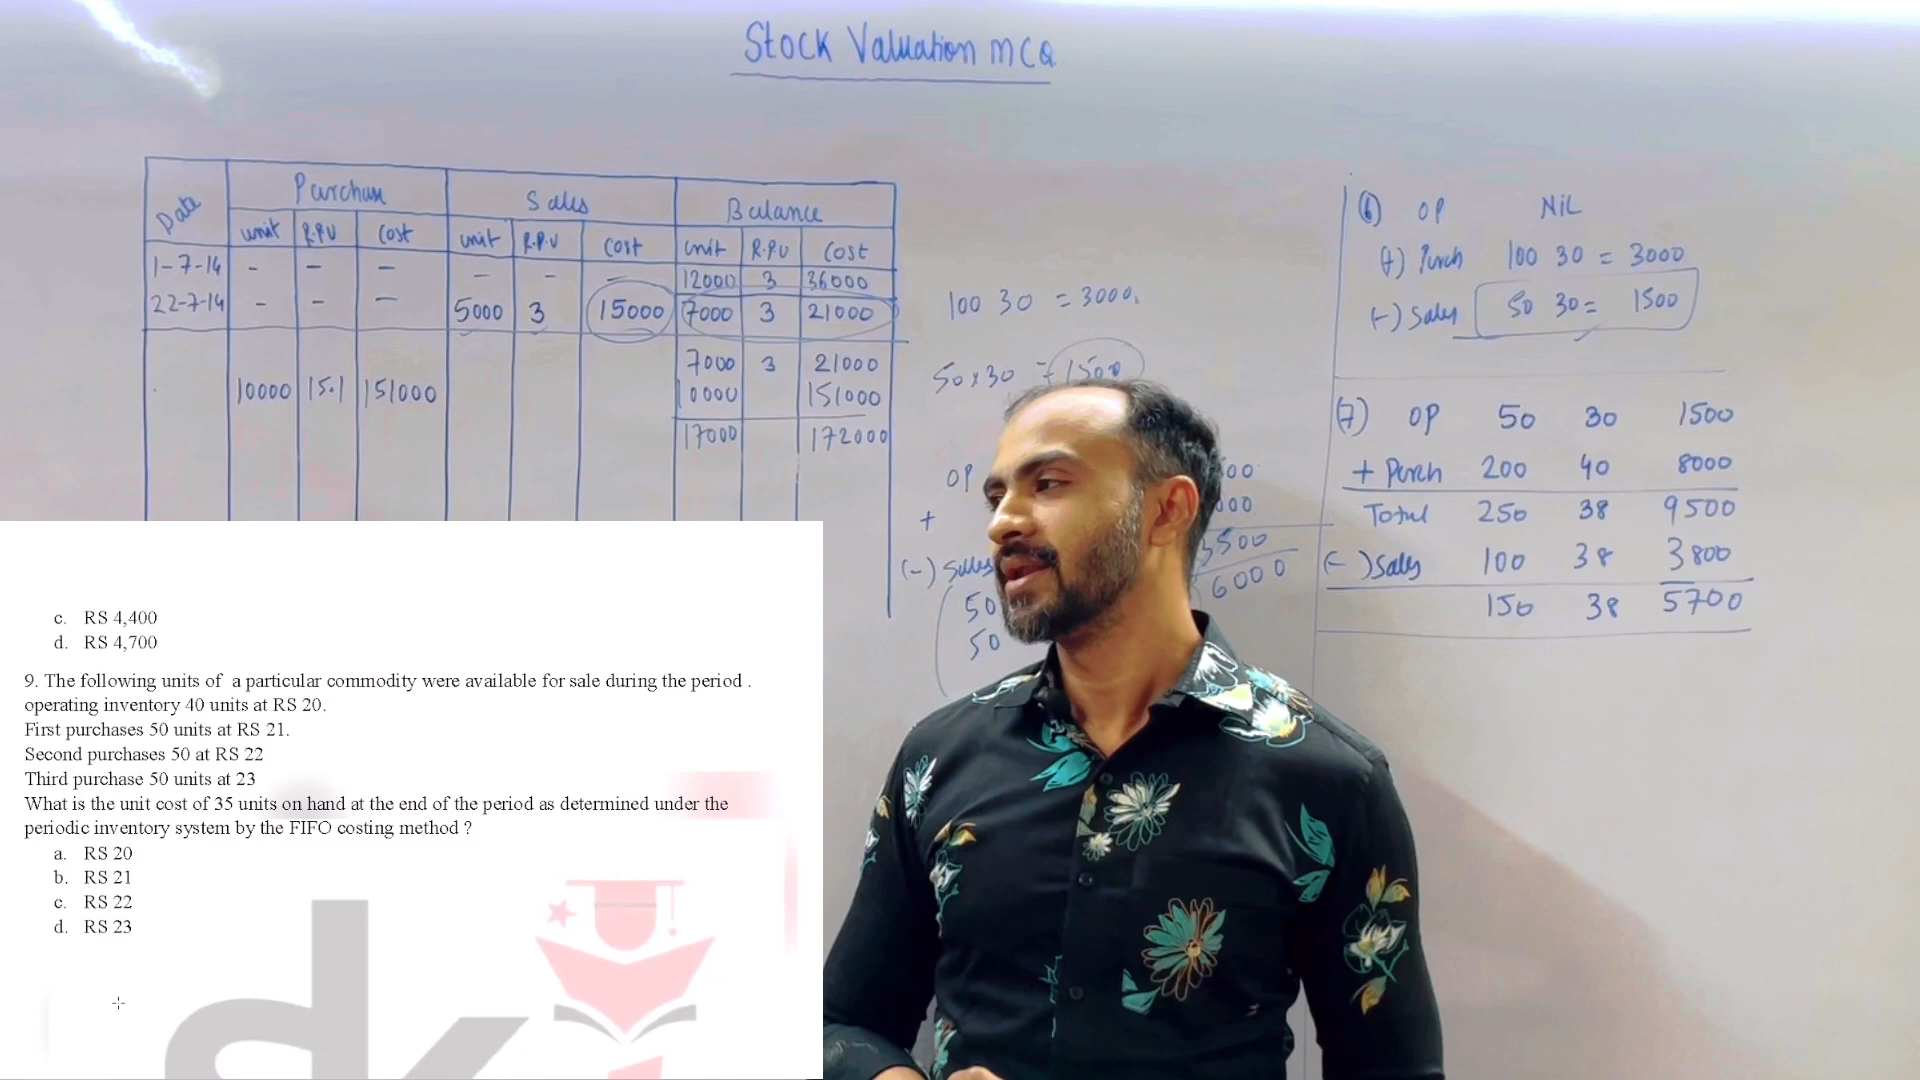 Stock Valuation MCQ
Date Purchase Sales Balance
unit R.P.U Cost unit R.P.U Cost unit R.P.U Cost
1-7-14 - - - - - - 12000 3 36000
22-7-14 - - - 5000 3 15000 7000 3 21000
7000 3 21000
10000 15.1 151000 10000 151000
17000 172000
100 30 = 3000
50 x 30 = 1500
OP 00
+ 000
(-) Sales 3500
50 6000
50
(6) OP NIL
(+) Purch 100 30 = 3000
(-) Sales 50 30 = 1500
(7) OP 50 30 1500
+ Purch 200 40 8000
Total 250 38 9500
(-) Sales 100 38 3800
150 38 5700
c. RS 4,400
d. RS 4,700
9. The following units of a particular commodity were available for sale during the period .
operating inventory 40 units at RS 20.
First purchases 50 units at RS 21.
Second purchases 50 at RS 22
Third purchase 50 units at 23
What is the unit cost of 35 units on hand at the end of the period as determined under the
periodic inventory system by the FIFO costing method ?
a. RS 20
b. RS 21
c. RS 22
d. RS 23
dk